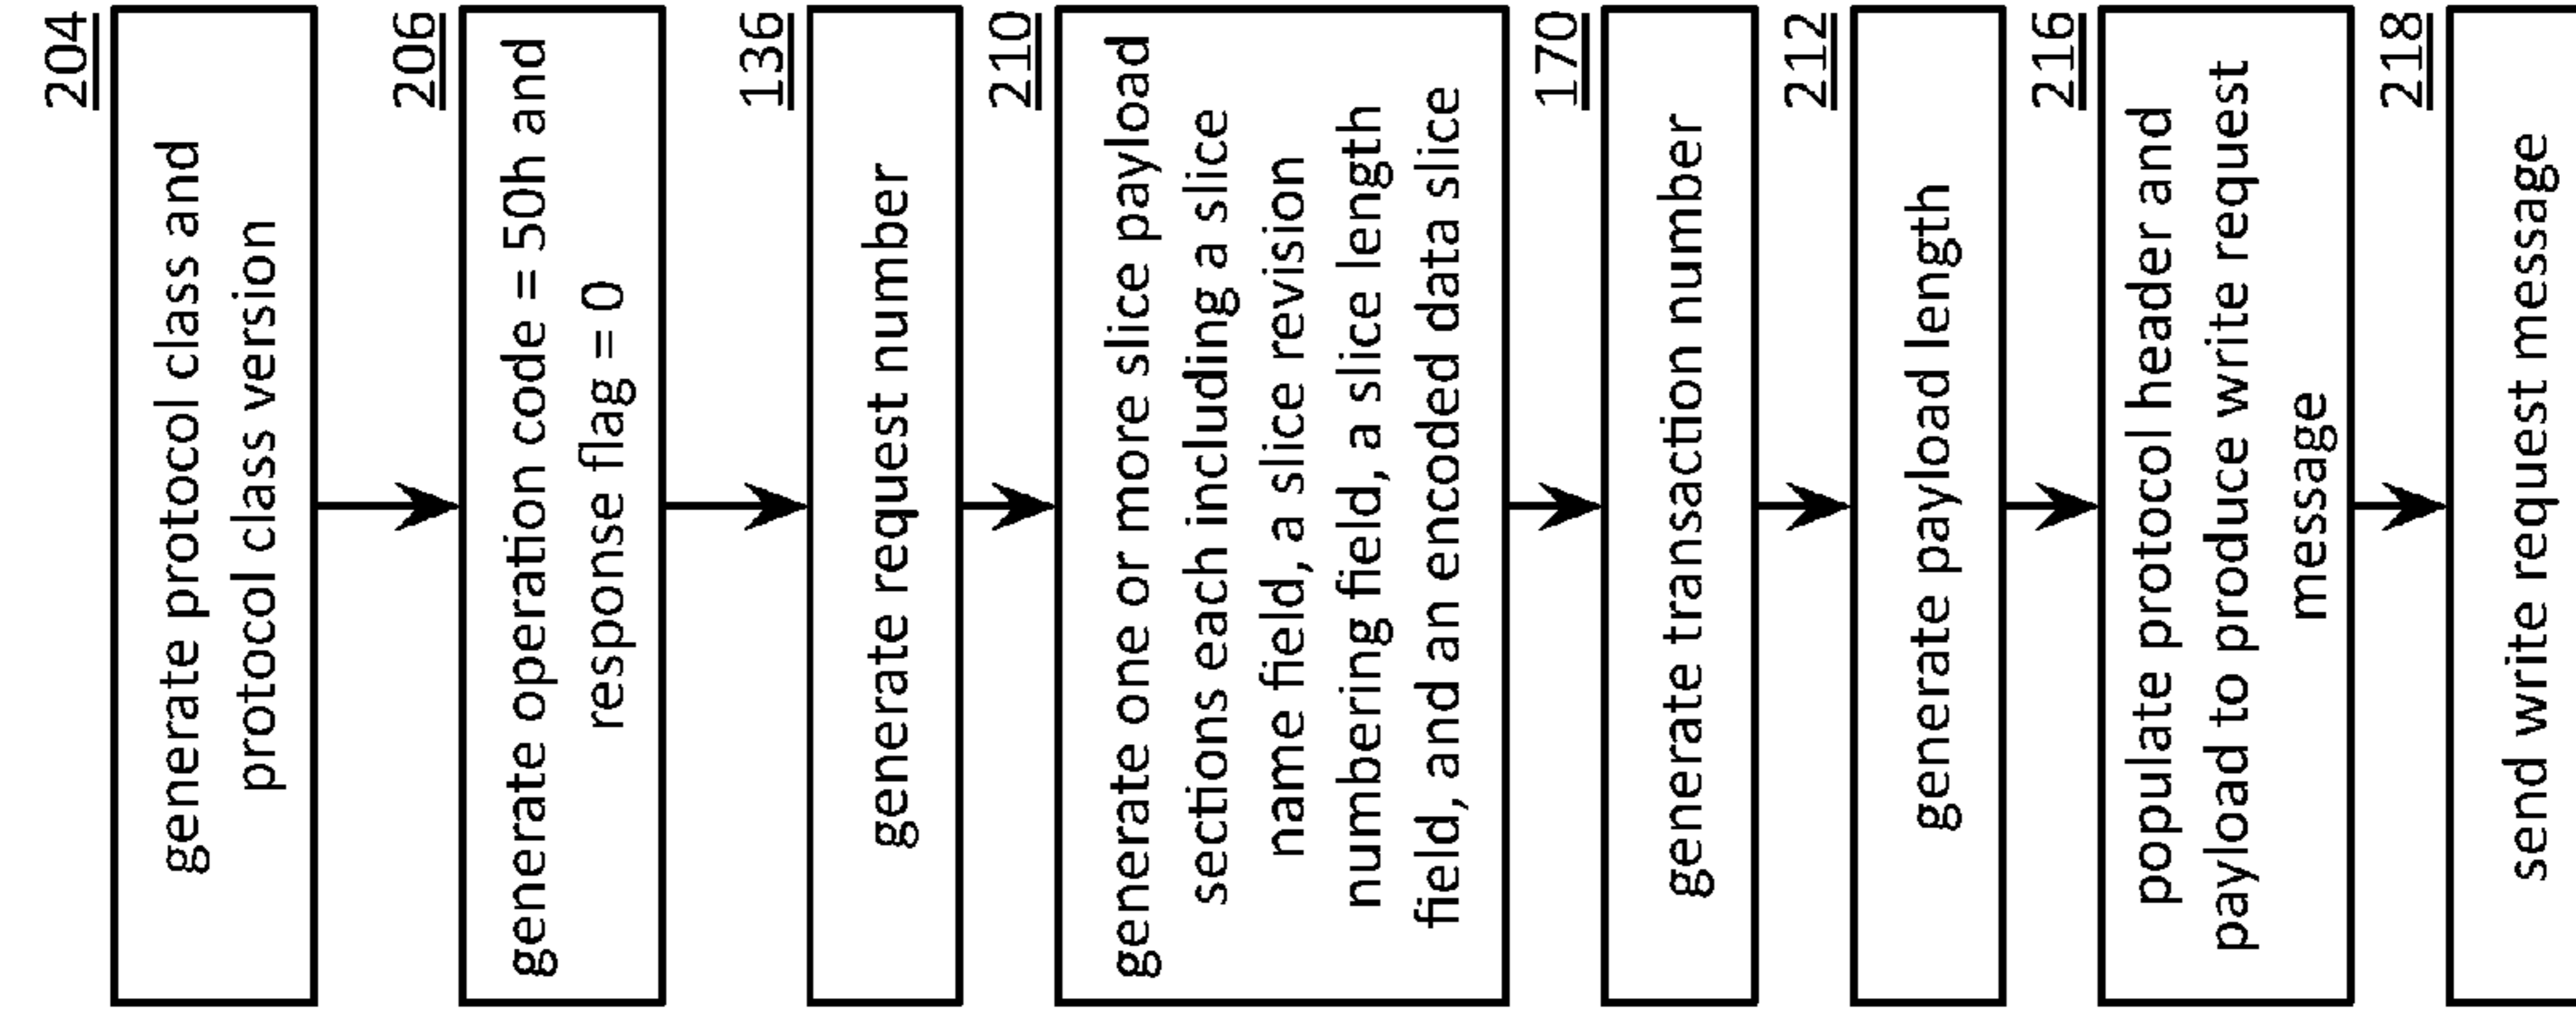 204
generate protocol class and
protocol class version
206
generate operation code = 50h and
response flag = 0
136
generate request number
210
generate one or more slice payload
sections each including a slice
name field, a slice revision
numbering field, a slice length
field, and an encoded data slice
170
generate transaction number
212
generate payload length
216
populate protocol header and
payload to produce write request
message
218
send write request message